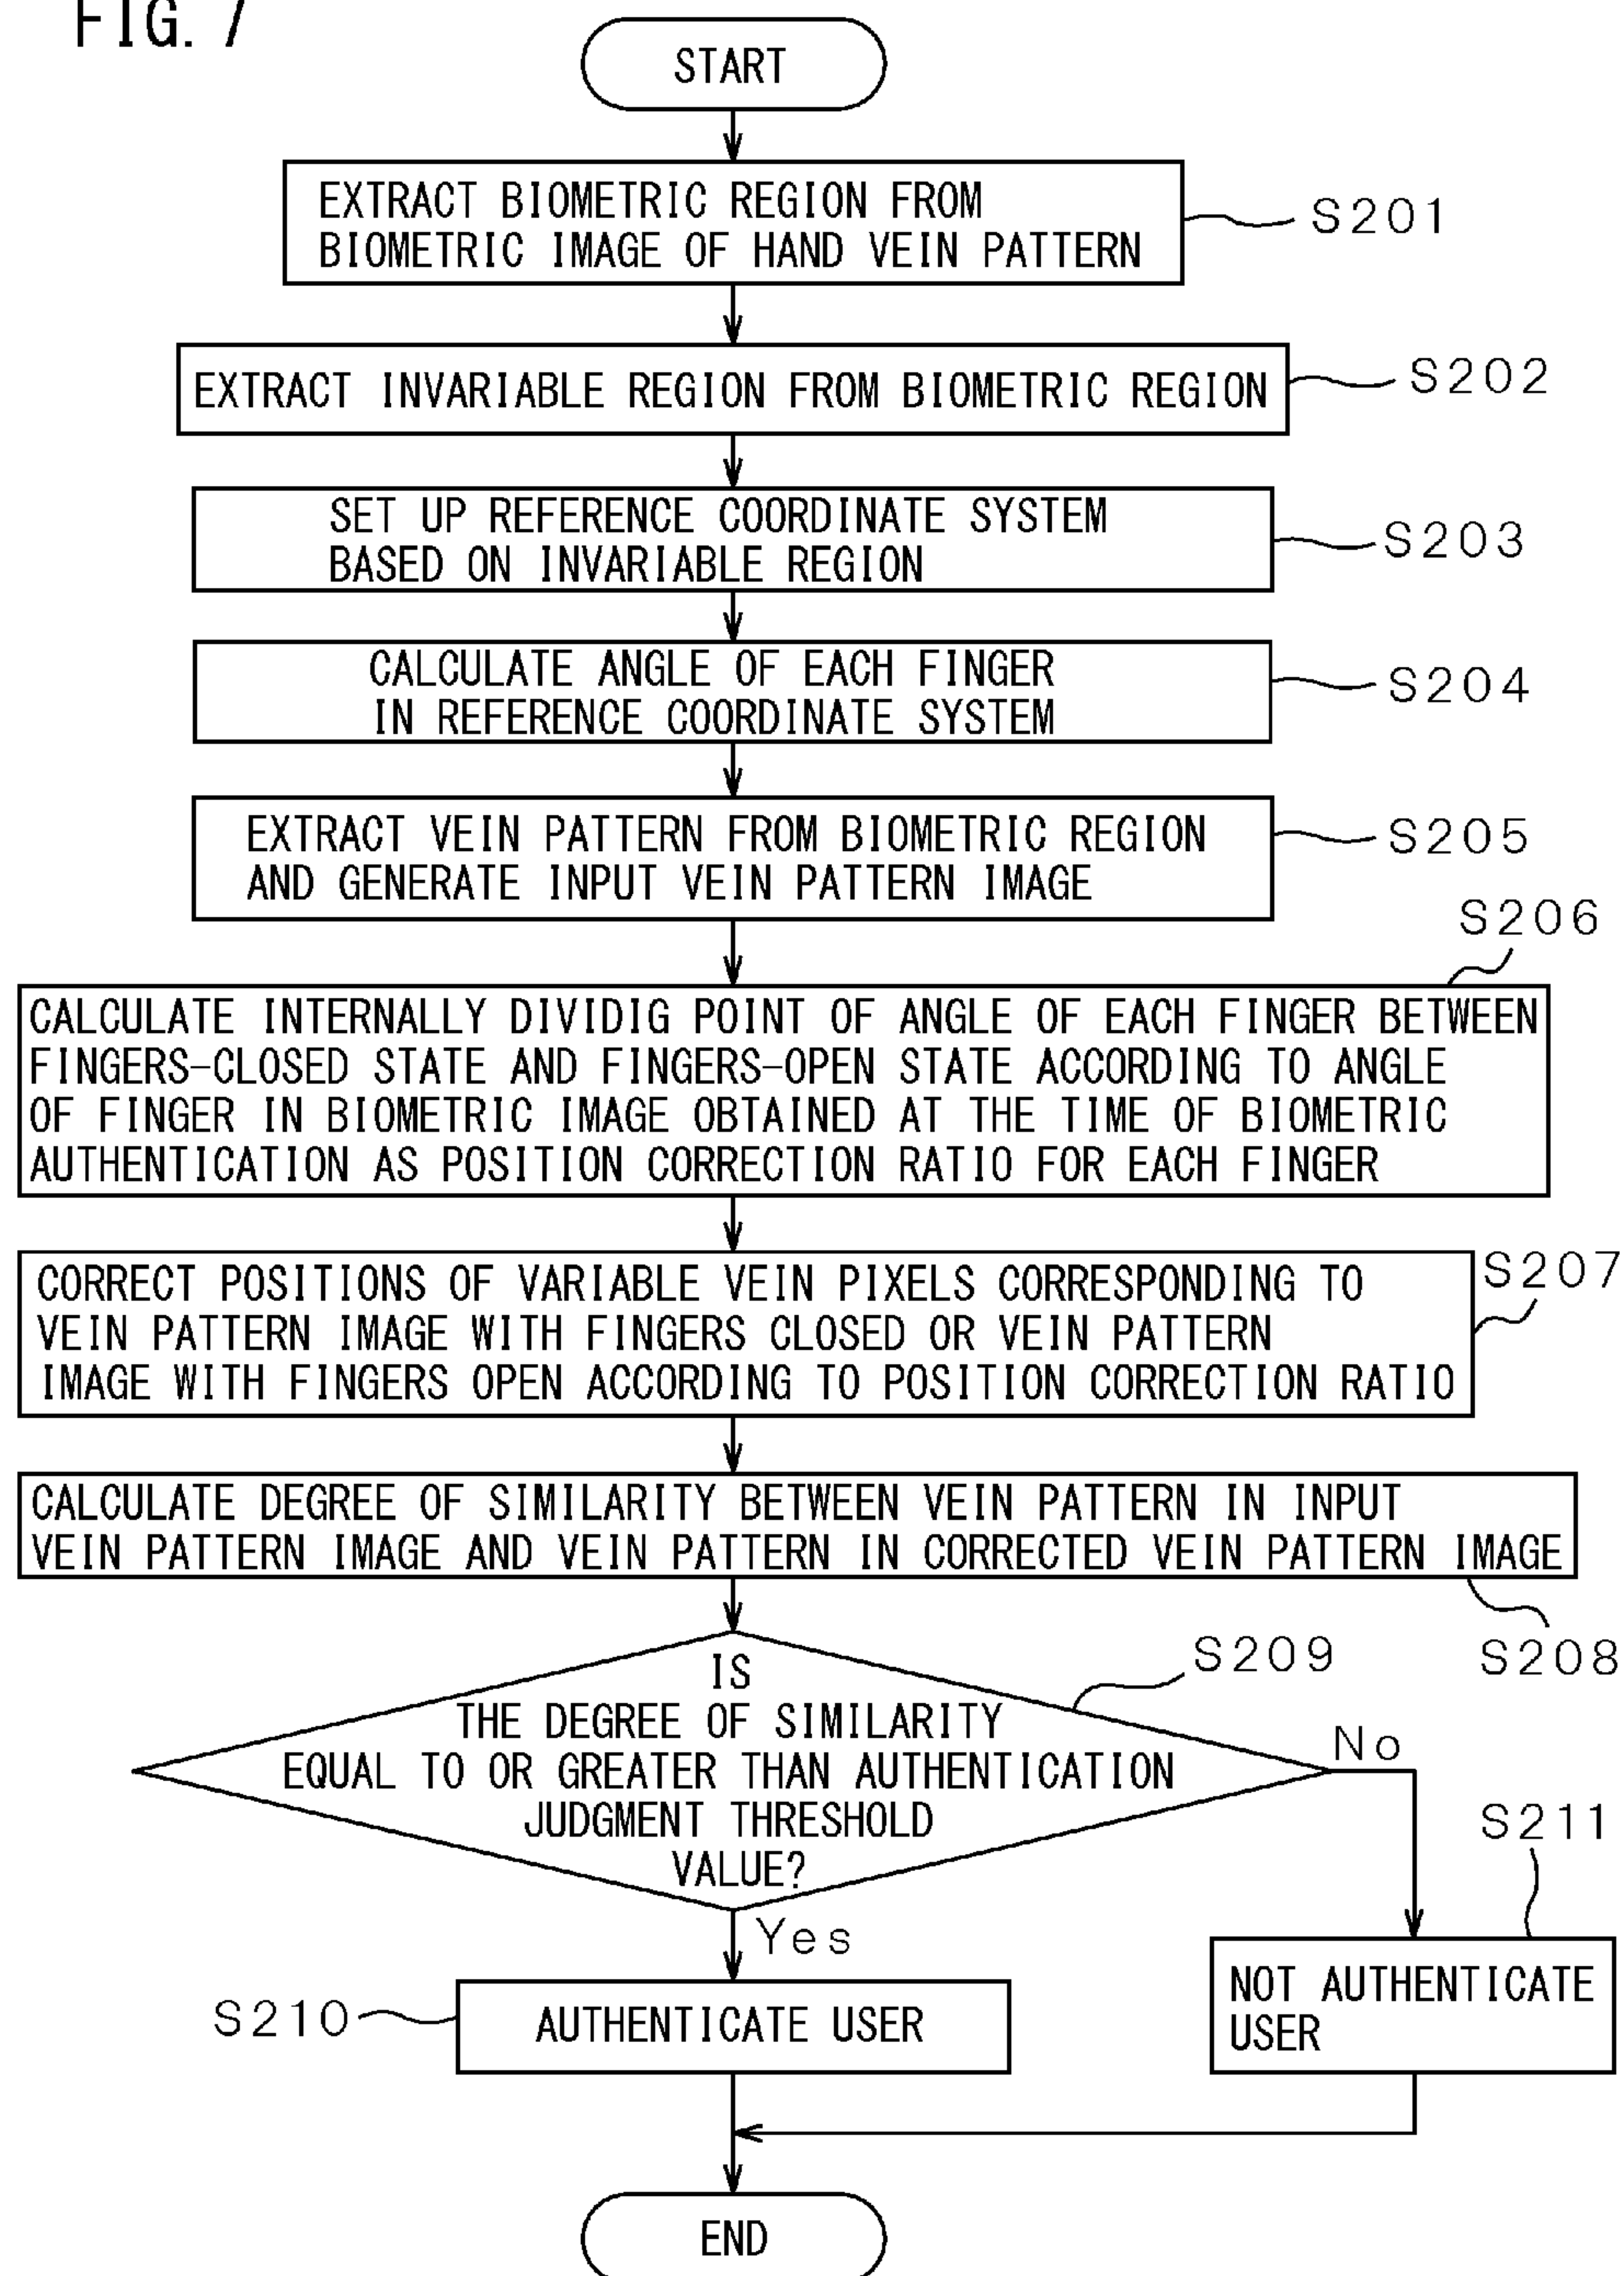 FIG. 7
START
EXTRACT BIOMETRIC REGION FROM
BIOMETRIC IMAGE OF HAND VEIN PATTERN
S201
EXTRACT INVARIABLE REGION FROM BIOMETRIC REGION
S202
SET UP REFERENCE COORDINATE SYSTEM
BASED ON INVARIABLE REGION
S203
CALCULATE ANGLE OF EACH FINGER
IN REFERENCE COORDINATE SYSTEM
S204
EXTRACT VEIN PATTERN FROM BIOMETRIC REGION
AND GENERATE INPUT VEIN PATTERN IMAGE
S205
S206
CALCULATE INTERNALLY DIVIDIG POINT OF ANGLE OF EACH FINGER BETWEEN
FINGERS-CLOSED STATE AND FINGERS-OPEN STATE ACCORDING TO ANGLE
OF FINGER IN BIOMETRIC IMAGE OBTAINED AT THE TIME OF BIOMETRIC
AUTHENTICATION AS POSITION CORRECTION RATIO FOR EACH FINGER
S207
CORRECT POSITIONS OF VARIABLE VEIN PIXELS CORRESPONDING TO
VEIN PATTERN IMAGE WITH FINGERS CLOSED OR VEIN PATTERN
IMAGE WITH FINGERS OPEN ACCORDING TO POSITION CORRECTION RATIO
CALCULATE DEGREE OF SIMILARITY BETWEEN VEIN PATTERN IN INPUT
VEIN PATTERN IMAGE AND VEIN PATTERN IN CORRECTED VEIN PATTERN IMAGE
S208
S209
IS
THE DEGREE OF SIMILARITY
EQUAL TO OR GREATER THAN AUTHENTICATION
JUDGMENT THRESHOLD
VALUE?
No
Yes
S211
S210
AUTHENTICATE USER
NOT AUTHENTICATE
USER
END